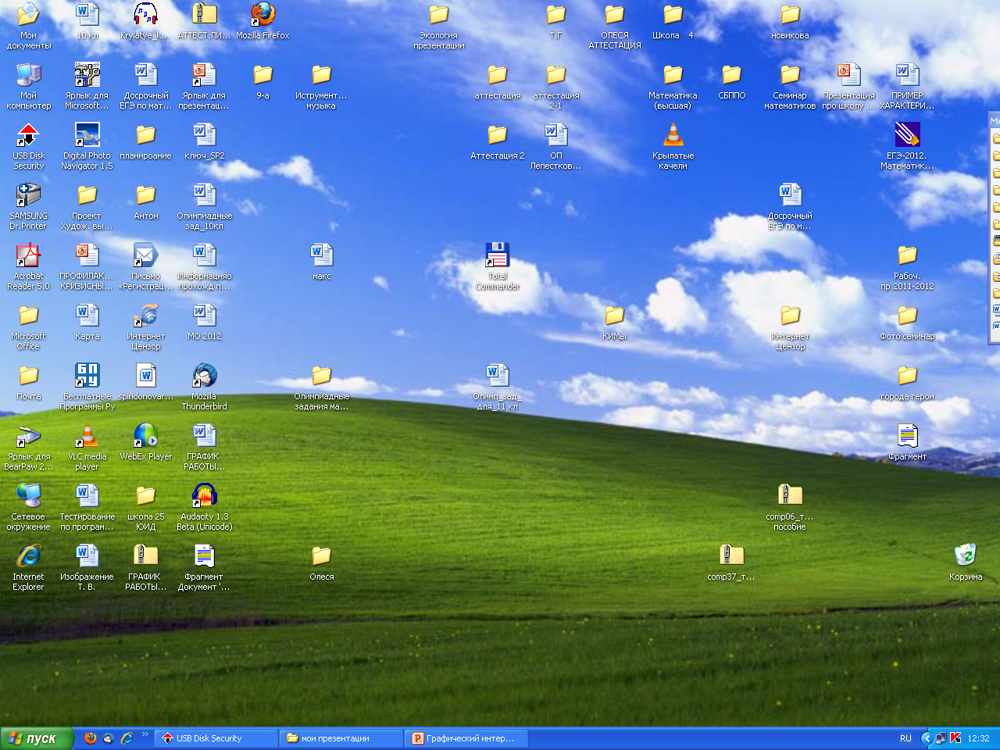 Мои
документы
10 кл
Krylatye_k...
АТТЕСТ.ЛИ...
Mozilla Firefox
Экология
презентации
Т.Г
ОЛЕСЯ
АТТЕСТАЦИЯ
Школа 4
новикова
Мой
компьютер
Ярлык для
Microsoft...
Досрочный
ЕГЭ по мат...
Ярлык для
презентац...
9-а
Иструмент...
музыка
аттестация
аттестация
2-1
Математика
(высшая)
СБППО
Семинар
математиков
Презентация
про школу ...
ПРИМЕР
ХАРАКТЕРИ...
USB Disk
Security
Digital Photo
Navigator 1.5
планироание
ключ_SP2
Аттестация 2
ОП
Лепестков...
Крылатые
качели
ЕГЭ-2012.
Математик...
SAMSUNG
Dr.Printer
Проект
Худож. вы...
Антон
Олимпиадные
зад_10кл
Досрочный
ЕГЭ по м...
Acrobat
Reader 5.0
ПРОФИЛАК...
КРИЗИСНЫ...
Письмо
«Регистрац...
Информацияо
прохожд п...
макс
Total
Commander
Рабоч.
пр.2011-2012
Microsoft
Office
Карта
Интернет
Цензор
МО 2012
КИМы
Интернет
Цензор
Фото семинар
Почта
Бесплатные
Программы Ру
spiridonovar...
Mozilla
Thunderbird
Олимпиадные
задания ма...
Олимп_зад_
для_11 кл
города герои
Ярлык для
BearPaw 2...
VLC media
player
WebEx Player
ГРАФИК
РАБОТЫ...
Фрагмент
Сетевое
окружение
Тестирование
по програм...
школа 25
ЮИД
Audacity 1.3
Beta (Unicode)
comp06_т...
пособие
Internet
Explorer
Изображение
Т. В.
ГРАФИК
РАБОТЫ...
Фрагмент
Документ '...
Олеся
comp37_т...
Корзина
пуск
USB Disk Security
мои презентации
Графический интер...
RU
12:32